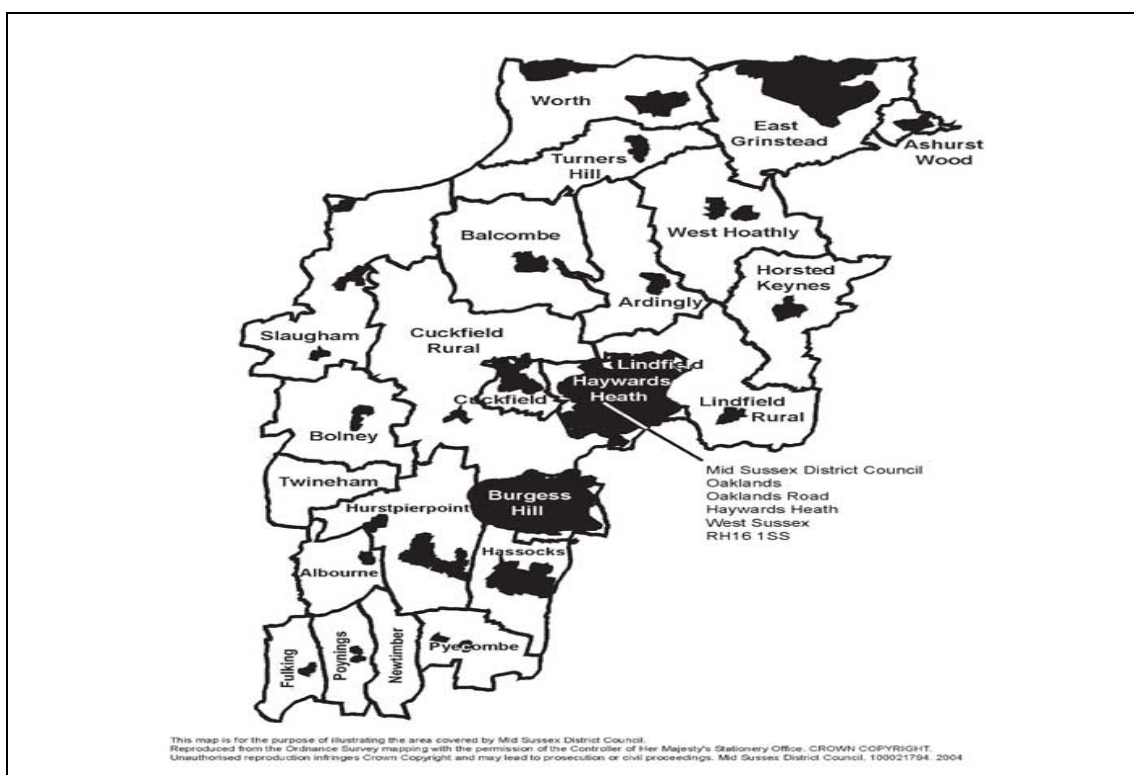 Worth
East
Grinstead
Ashurst
Wood
Turners
Hill
West Hoathly
Balcombe
Horsted
Keynes
Ardingly
Slaugham
Cuckfield
Rural
Lindfield
Haywards
Heath
Cuckfield
Lindfield
Rural
Bolney
Mid Sussex District Council
Oaklands
Oaklands Road
Haywards Heath
West Sussex
RH16 1SS
Twineham
Burgess
Hill
Hurstpierpoint
Hassocks
Albourne
Fulking
Poynings
Newtimber
Pyecombe
This map is for the purpose of illustrating the area covered by Mid Sussex District Council.
Reproduced from the Ordnance Survey mapping with the permission of the Controller of Her Majesty's Stationery Office. CROWN COPYRIGHT.
Unauthorised reproduction infringes Crown Copyright and may lead to prosecution or civil proceedings. Mid Sussex District Council. 100021794. 2004